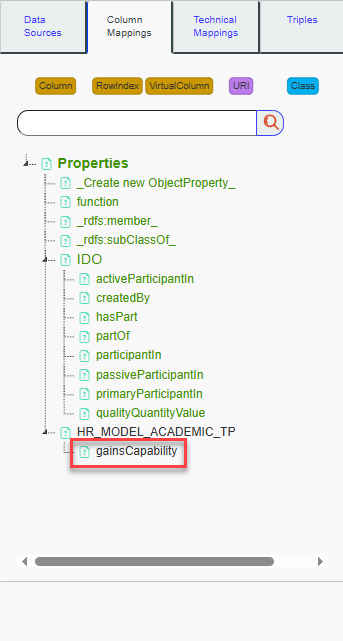 Data Sources
Column Mappings
Technical Mappings
Triples
Column RowIndex VirtualColumn URI Class
Properties
_Create new ObjectProperty_
function
_rdfs:member_
_rdfs:subClassOf_
IDO
activeParticipantIn
createdBy
hasPart
partOf
participantIn
passiveParticipantIn
primaryParticipantIn
qualityQuantityValue
HR_MODEL_ACADEMIC_TP
gainsCapability